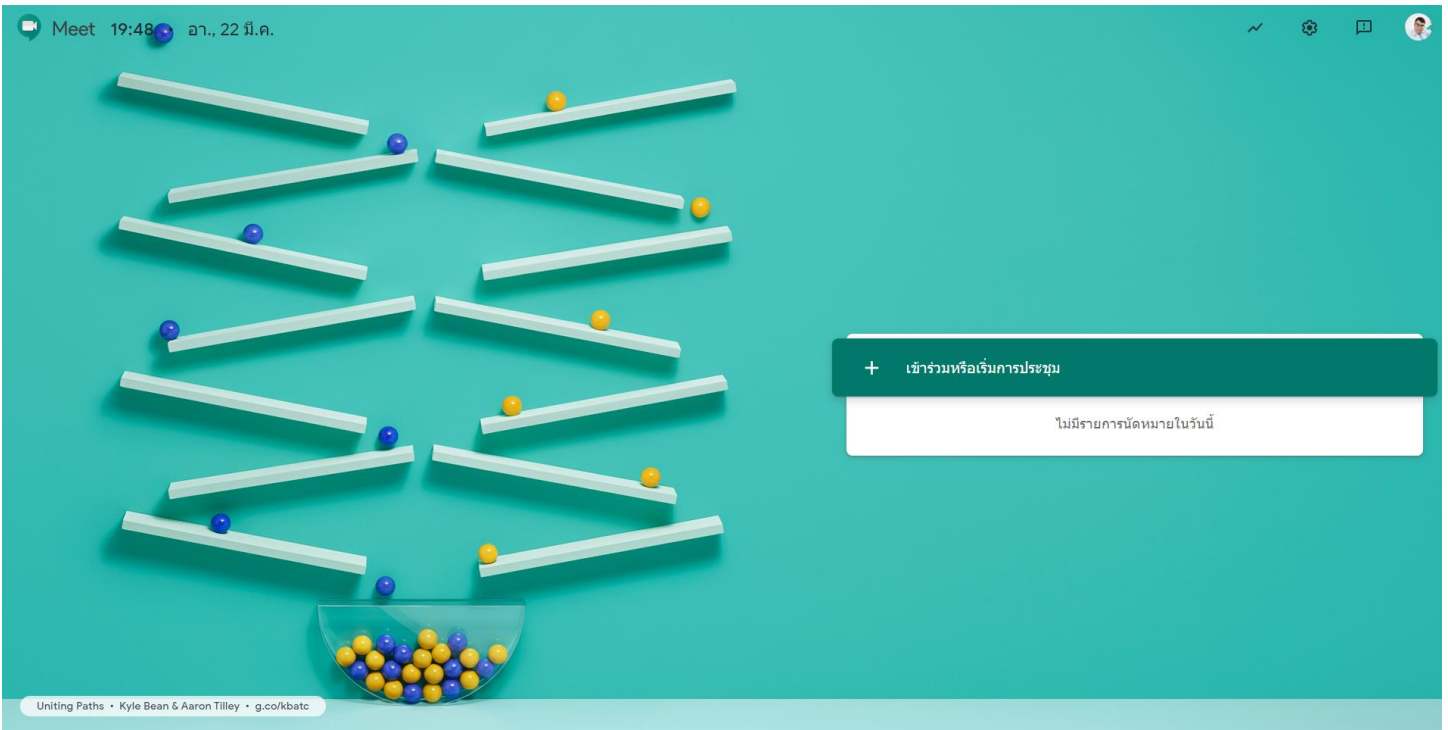 Meet 19:48 • อา., 22 มี.ค.
เข้าร่วมหรือเริ่มการประชุม
ไม่มีรายการนัดหมายในวันนี้
Uniting Paths • Kyle Bean & Aaron Tilley • g.co/kbatc